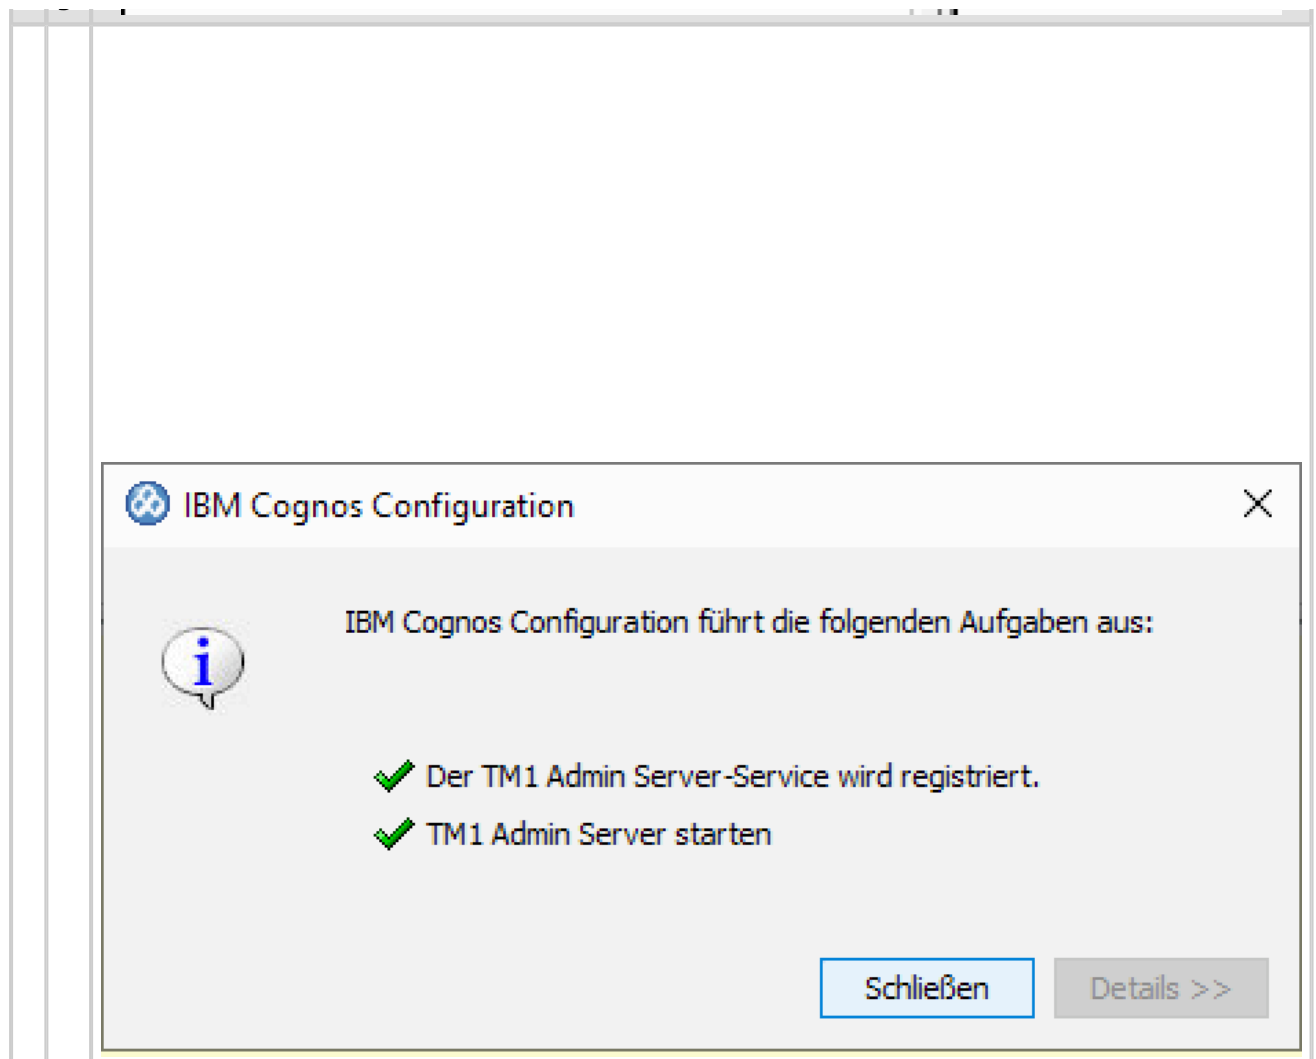 IBM Cognos Configuration
IBM Cognos Configuration führt die folgenden Aufgaben aus:
Der TM1 Admin Server-Service wird registriert.
TM1 Admin Server starten
Schließen
Details >>